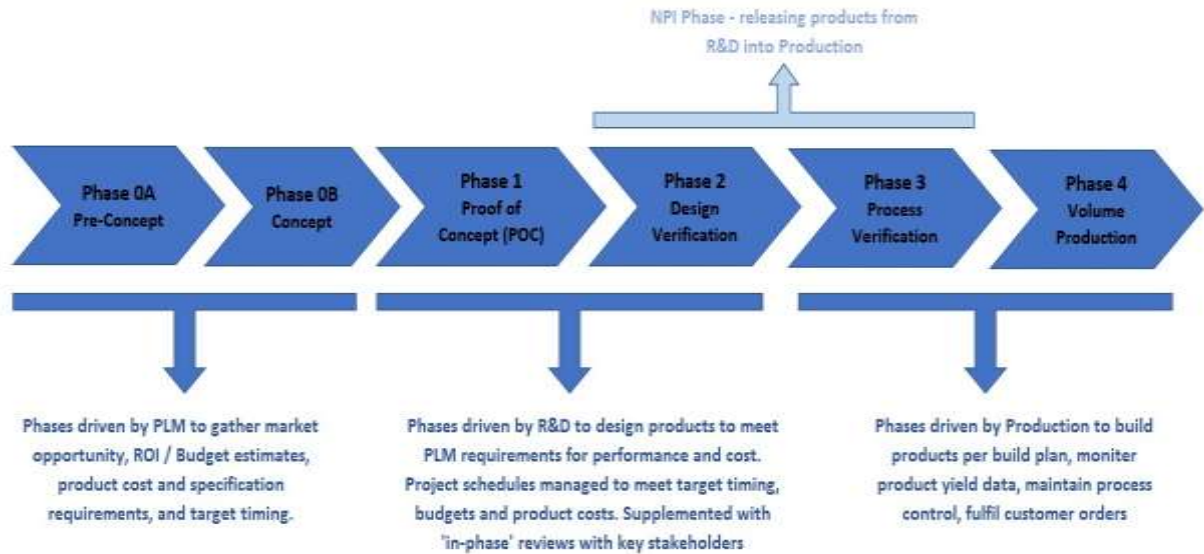 NPI Phase - releasing products from
R&D into Production
Phase 0A
Pre-Concept
Phase 0B
Concept
Phase 1
Proof of
Concept (POC)
Phase 2
Design
Verification
Phase 3
Process
Verification
Phase 4
Volume
Production
Phases driven by PLM to gather market
opportunity, ROI / Budget estimates,
product cost and specification
requirements, and target timing.
Phases driven by R&D to design products to meet
PLM requirements for performance and cost.
Project schedules managed to meet target timing,
budgets and product costs. Supplemented with
'in-phase' reviews with key stakeholders
Phases driven by Production to build
products per build plan, moniter
product yield data, maintain process
control, fulfil customer orders